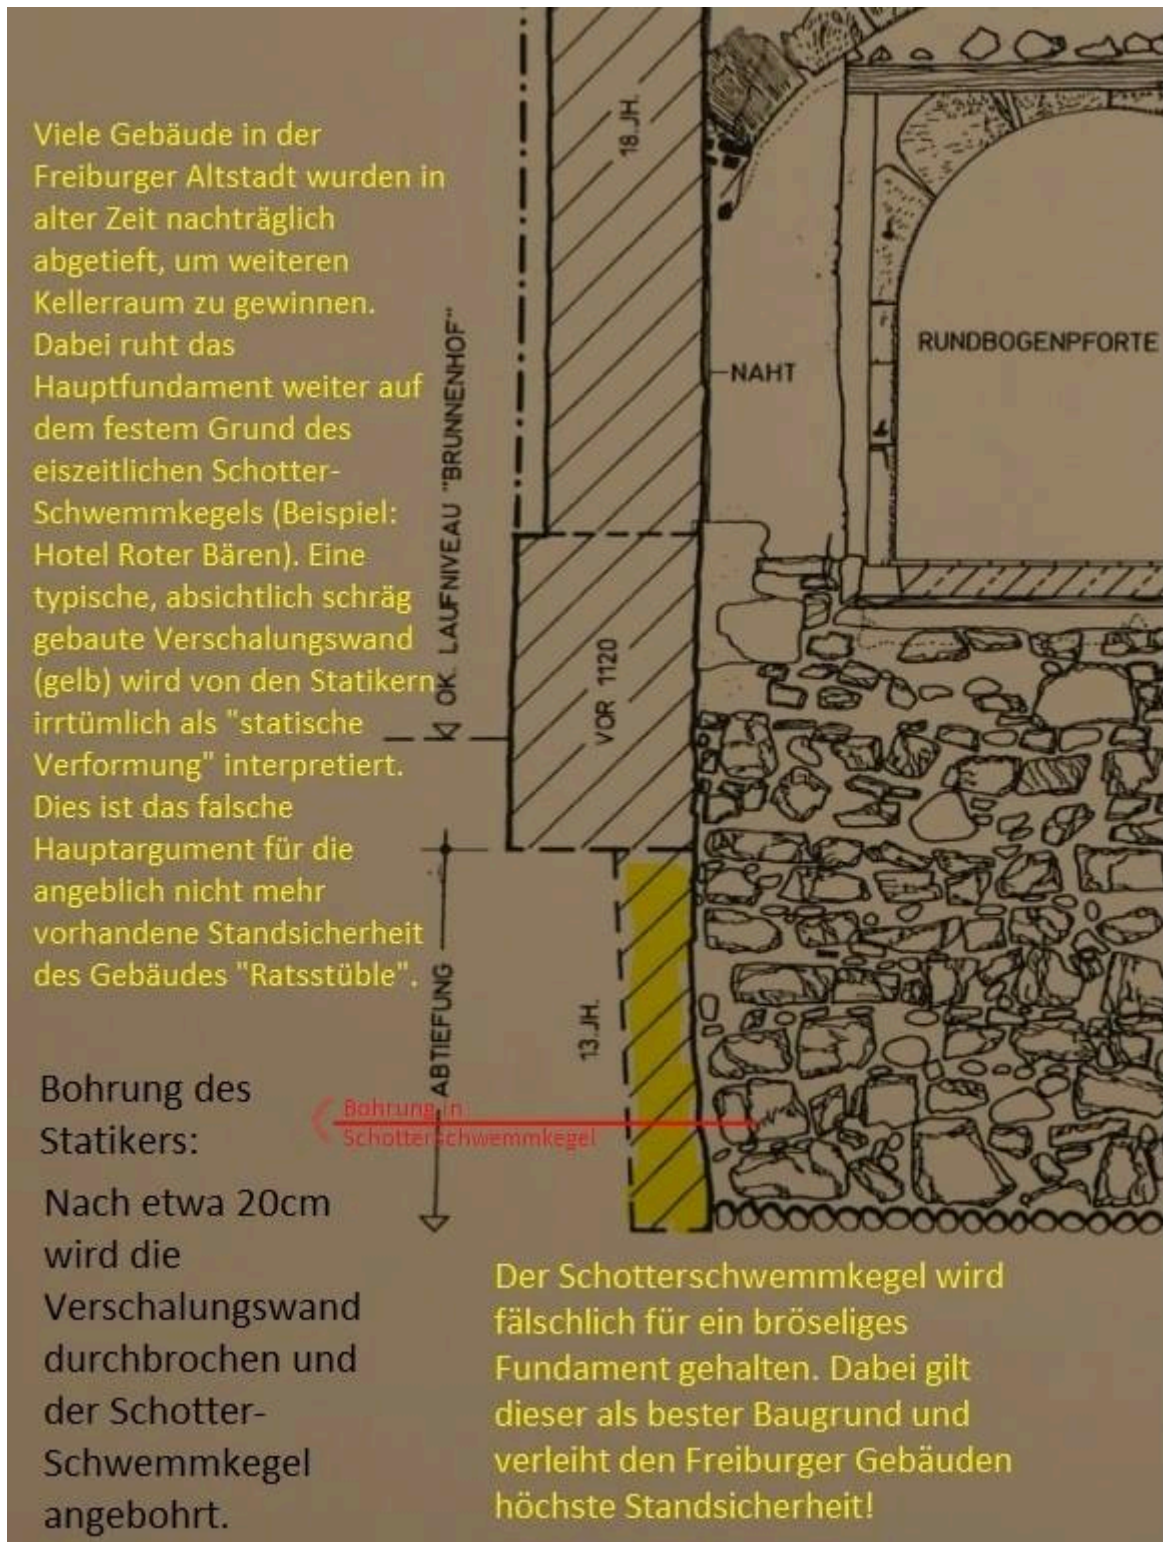 Viele Gebäude in der
Freiburger Altstadt wurden in
alter Zeit nachträglich
abgetieft, um weiteren
Kellerraum zu gewinnen.
Dabei ruht das
Hauptfundament weiter auf
dem festem Grund des
eiszeitlichen Schotter-
Schwemmkegels (Beispiel:
Hotel Roter Bären). Eine
typische, absichtlich schräg
gebaute Verschalungswand
(gelb) wird von den Statikern
irrtümlich als "statische
Verformung" interpretiert.
Dies ist das falsche
Hauptargument für die
angeblich nicht mehr
vorhandene Standsicherheit
des Gebäudes "Ratsstüble".
Bohrung des
Statikers:
Nach etwa 20cm
wird die
Verschalungswand
durchbrochen und
der Schotter-
Schwemmkegel
angebohrt.
OK. LAUFNIVEAU "BRUNNENHOF"
ABTIEFUNG
18.JH.
VOR 1120
13.JH.
NAHT
RUNDBOGENPFORTE
Bohrung in
Schotterschwemmkegel
Der Schotterschwemmkegel wird
fälschlich für ein bröseliges
Fundament gehalten. Dabei gilt
dieser als bester Baugrund und
verleiht den Freiburger Gebäuden
höchste Standsicherheit!